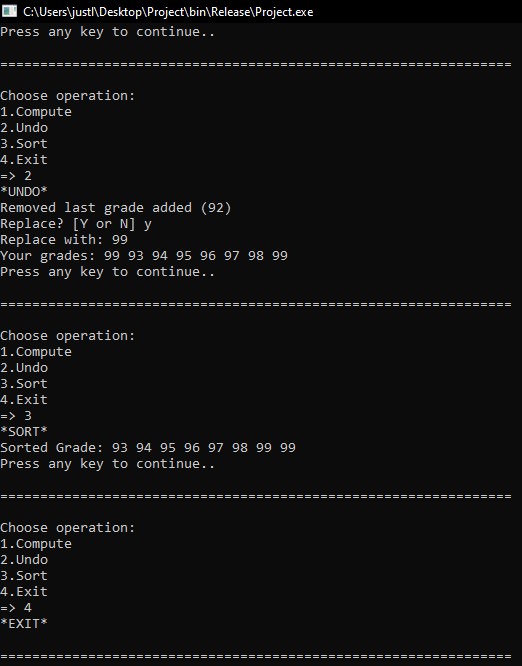 C:\Users\justl\Desktop\Project\bin\Release\Project.exe
Press any key to continue..
================================================================
Choose operation:
1.Compute
2.Undo
3.Sort
4.Exit
=> 2
*UNDO*
Removed last grade added (92)
Replace? [Y or N] y
Replace with: 99
Your grades: 99 93 94 95 96 97 98 99
Press any key to continue..
================================================================
Choose operation:
1.Compute
2.Undo
3.Sort
4.Exit
=> 3
*SORT*
Sorted Grade: 93 94 95 96 97 98 99 99
Press any key to continue..
================================================================
Choose operation:
1.Compute
2.Undo
3.Sort
4.Exit
=> 4
*EXIT*
================================================================